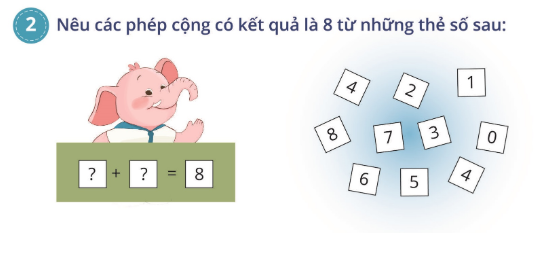 2 Nêu các phép cộng có kết quả là 8 từ những thẻ số sau:
4 2 1
8 7 3 0
6 5 4
? + ? = 8